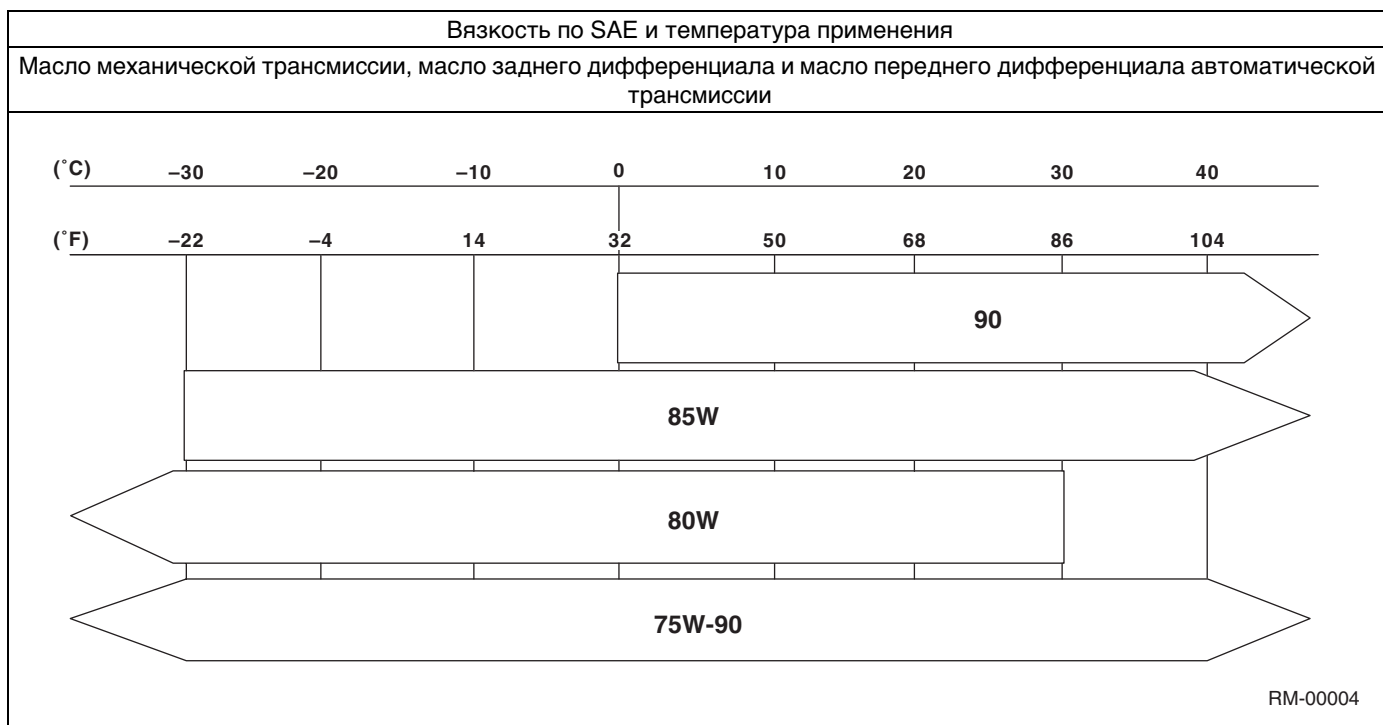 Вязкость по SAE и температура применения
Масло механической трансмиссии, масло заднего дифференциала и масло переднего дифференциала автоматической
трансмиссии
(˚C) –30 –20 –10 0 10 20 30 40
(˚F) –22 –4 14 32 50 68 86 104
90
85W
80W
75W-90
RM-00004